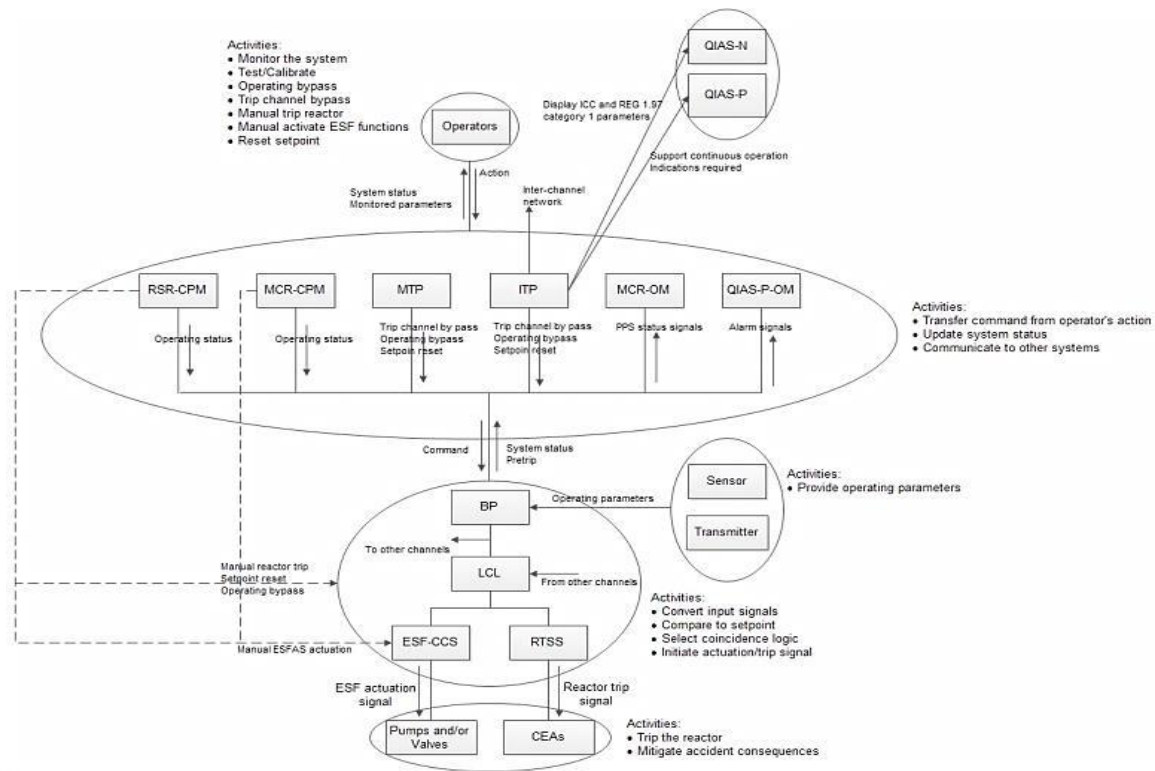 Activities:
• Monitor the system
• Test/Calibrate
• Operating bypass
• Trip channel bypass
• Manual trip reactor
• Manual activate ESF functions
• Reset setpoint
Operators
QIAS-N
QIAS-P
Display ICC and REG 1.97
category 1 parameters
Support continuous operation
Indications required
Action
System status
Monitored parameters
Inter-channel
network
RSR-CPM
MCR-CPM
MTP
ITP
MCR-OM
QIAS-P-OM
Operating status
Operating status
Trip channel by pass
Operating bypass
Setpoin reset
Trip channel by pass
Operating bypass
Setpoin reset
PPS status signals
Alarm signals
Activities:
• Transfer command from operator's action
• Update system status
• Communicate to other systems
Command
System status
Pretrip
Sensor
Transmitter
Activities:
• Provide operating parameters
Operating parameters
BP
To other channels
LCL
From other channels
Manual reactor trip
Setpoint reset
Operating bypass
Activities:
• Convert input signals
• Compare to setpoint
• Select coincidence logic
• Initiate actuation/trip signal
ESF-CCS
RTSS
Manual ESFAS actuation
ESF actuation
signal
Reactor trip
signal
Pumps and/or
Valves
CEAs
Activities:
• Trip the reactor
• Mitigate accident consequences